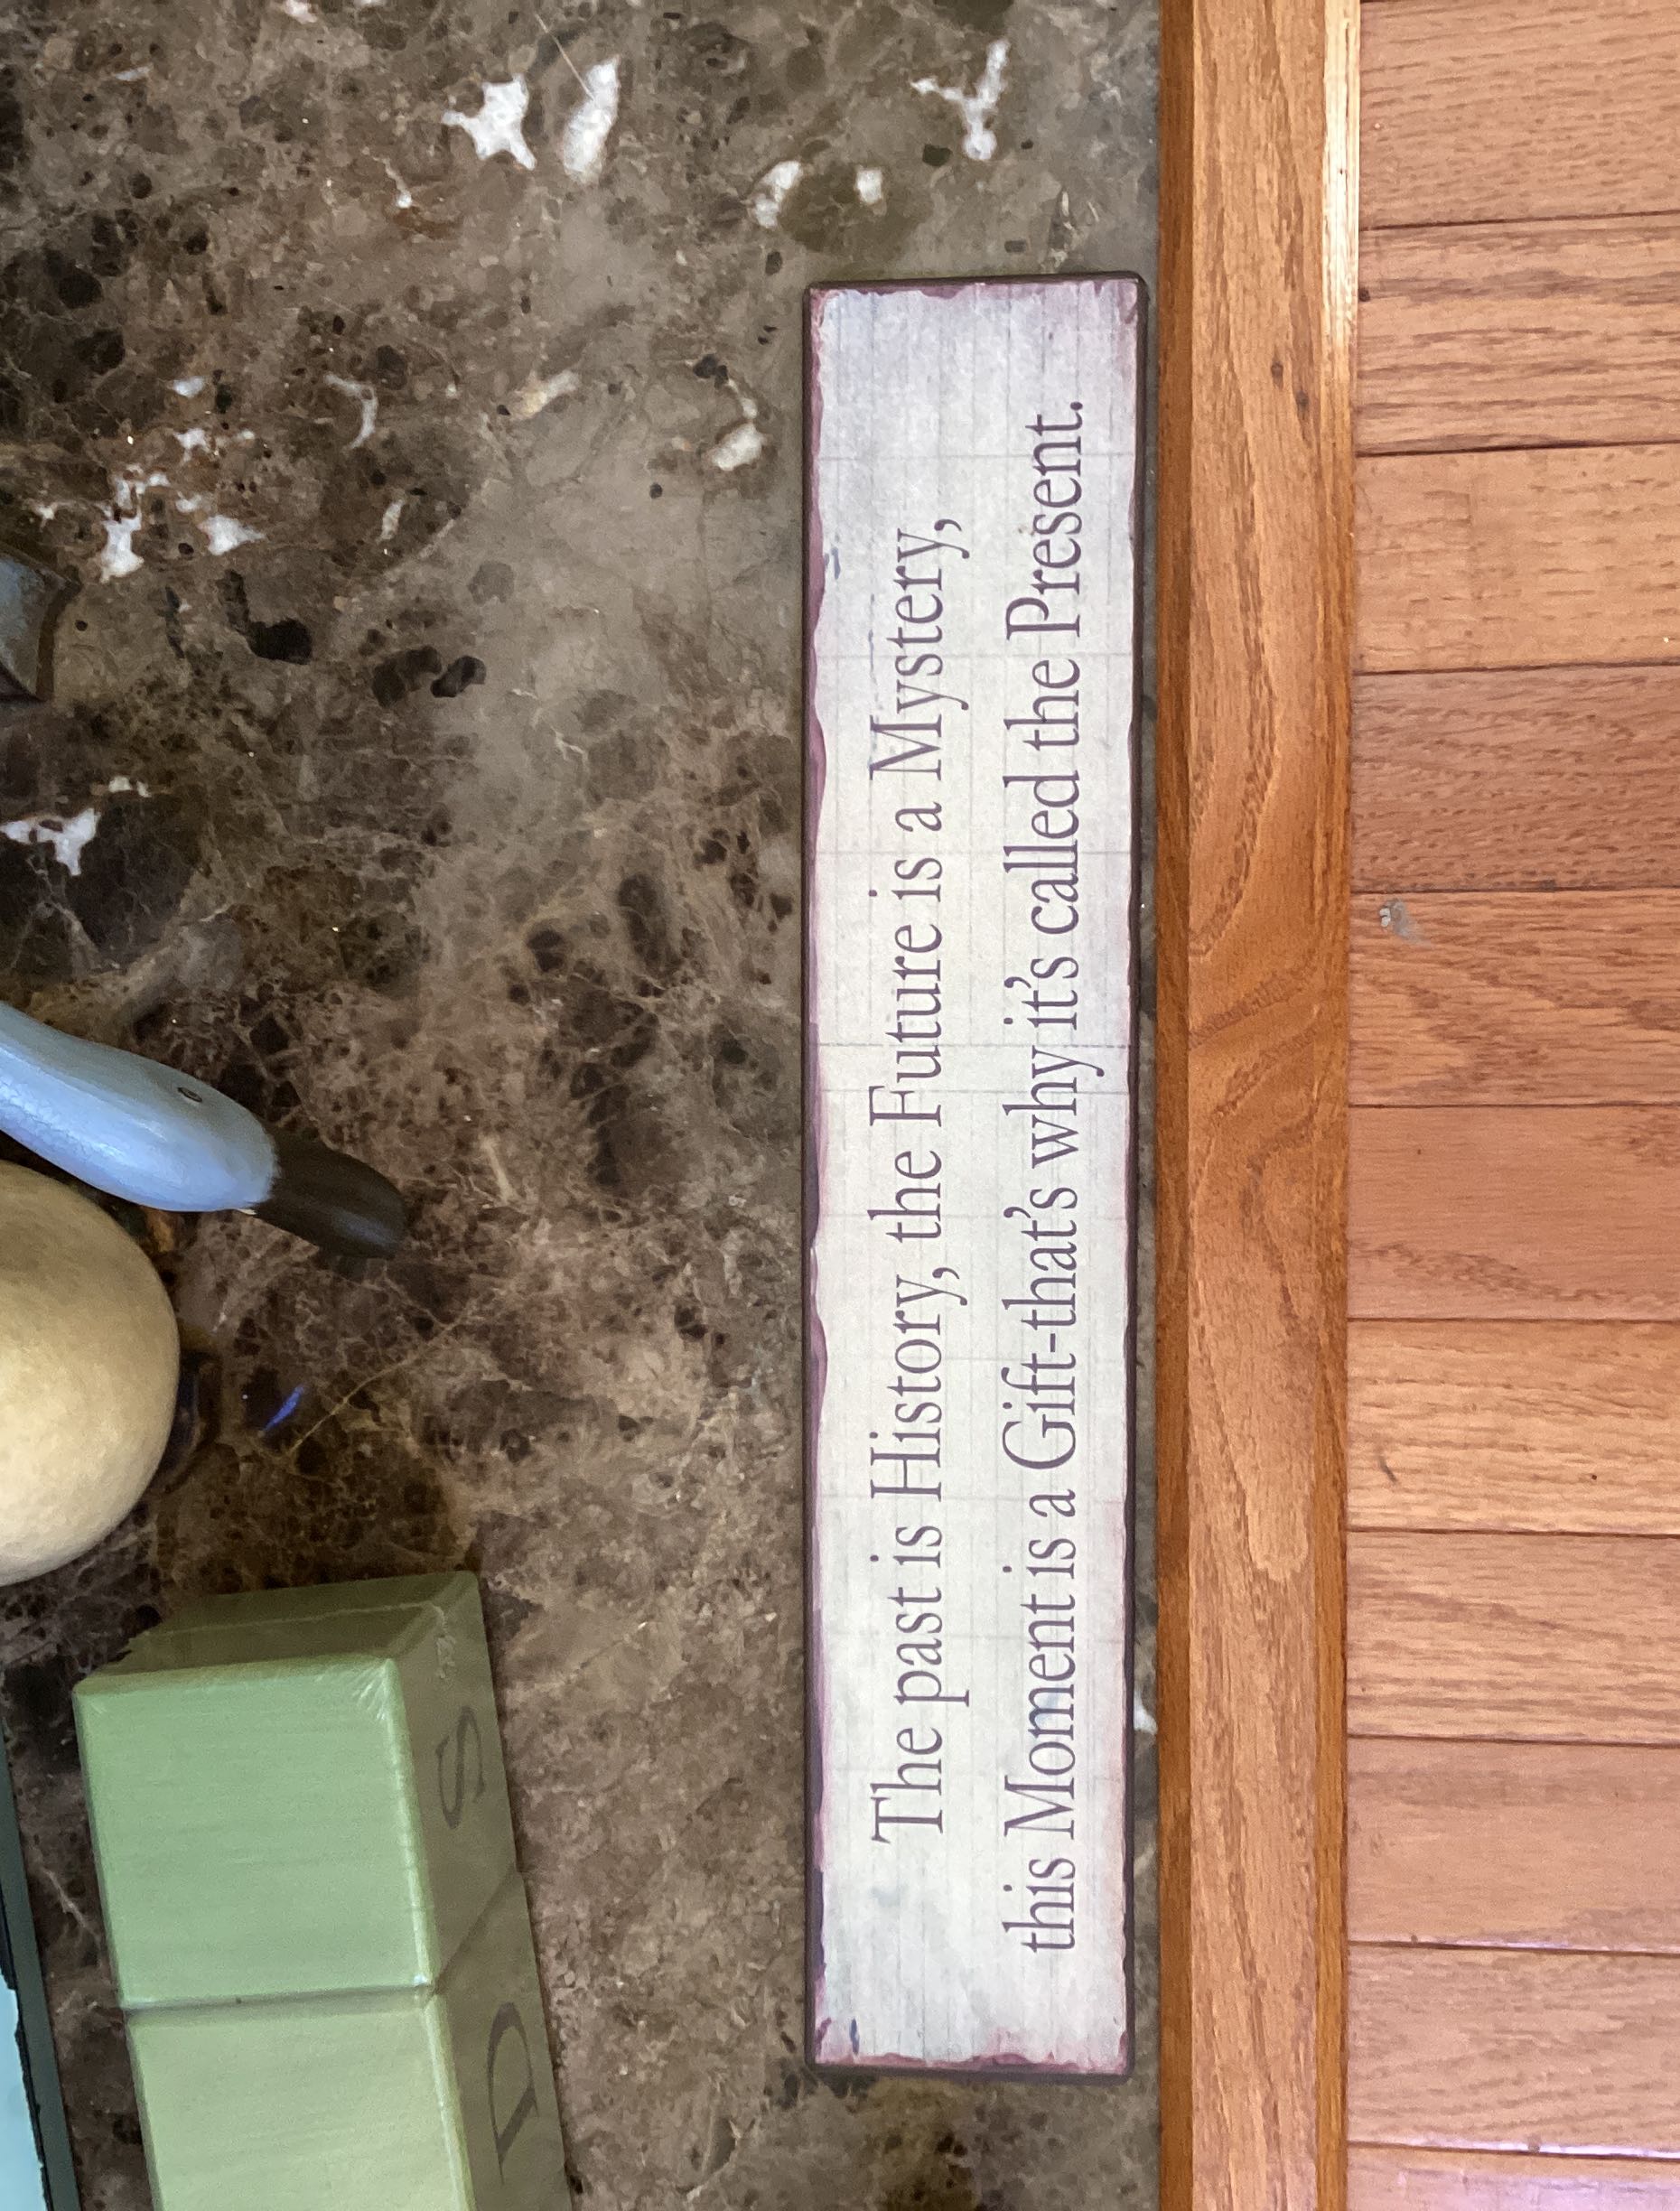 The past is History, the Future is a Mystery,
this Moment is a Gift-that's why it's called the Present.
D S